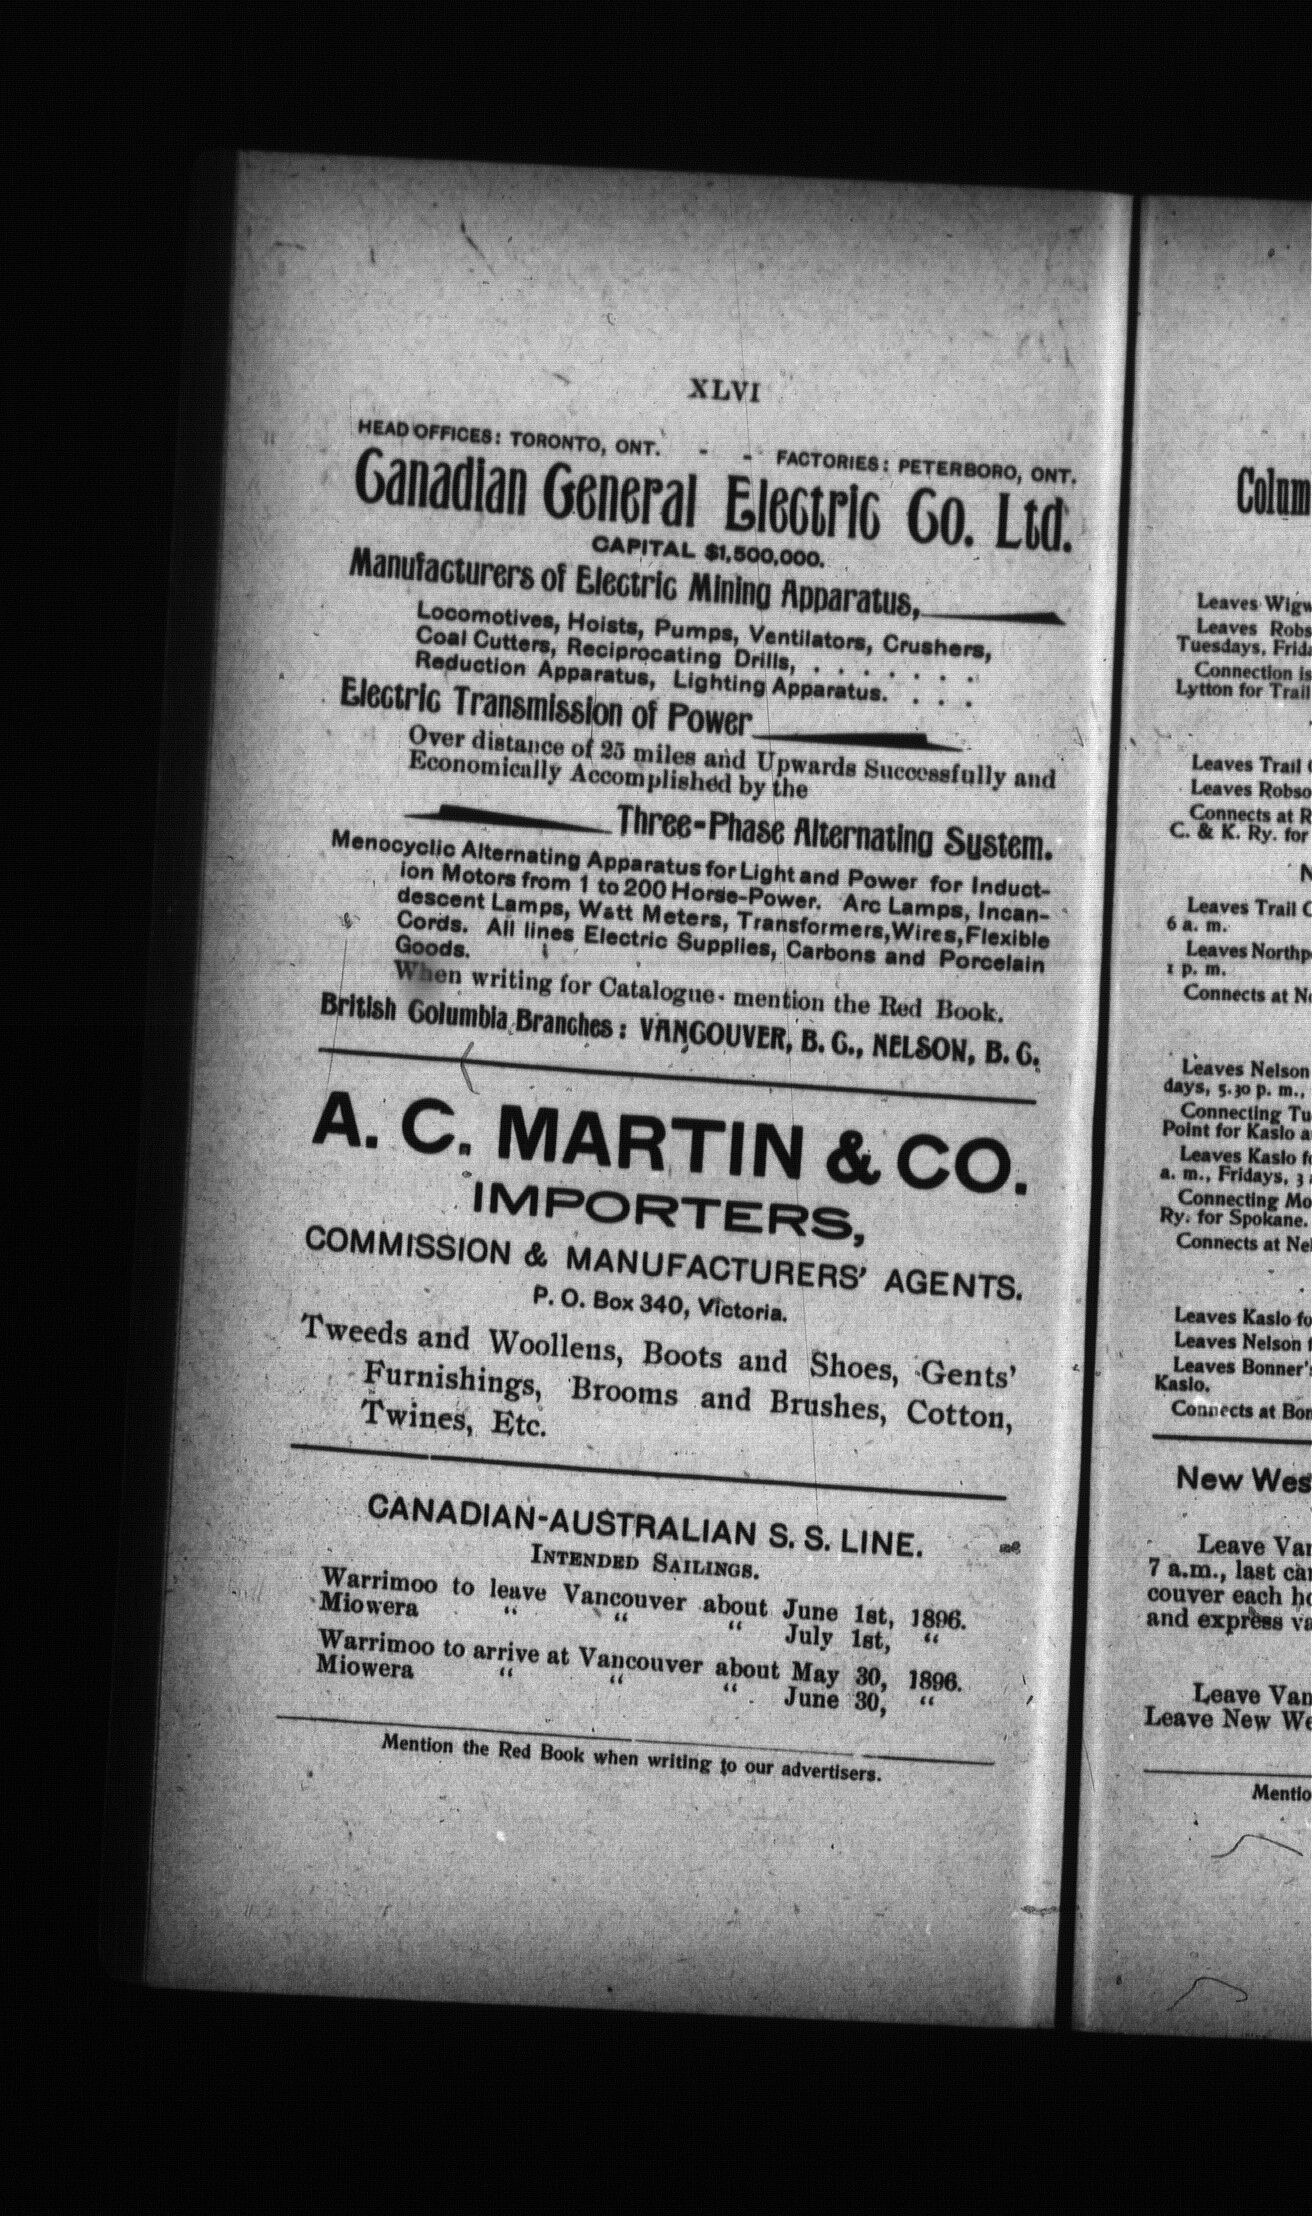 XLVI
HEAD OFFICES: TORONTO, ONT. - - FACTORIES: PETERBORO, ONT.
Canadian General Electric Co. Ltd.
CAPITAL $1,500,000.
Manufacturers of Electric Mining Apparatus,
Locomotives, Hoists, Pumps, Ventilators, Crushers,
Coal Cutters, Reciprocating Drills, . . . . . . .
Reduction Apparatus, Lighting Apparatus. . . .
Electric Transmission of Power
Over distance of 25 miles and Upwards Successfully and
Economically Accomplished by the
Three-Phase Alternating System.
Menocyclic Alternating Apparatus for Light and Power for Induct-
ion Motors from 1 to 200 Horse-Power. Arc Lamps, Incan-
descent Lamps, Watt Meters, Transformers, Wires, Flexible
Cords. All lines Electric Supplies, Carbons and Porcelain
Goods.
When writing for Catalogue mention the Red Book.
British Columbia Branches: VANCOUVER, B. C., NELSON, B. C.
A. C. MARTIN & CO.
IMPORTERS,
COMMISSION & MANUFACTURERS' AGENTS.
P. O. Box 340, Victoria.
Tweeds and Woollens, Boots and Shoes, Gents'
Furnishings, Brooms and Brushes, Cotton,
Twines, Etc.
CANADIAN-AUSTRALIAN S. S. LINE.
INTENDED SAILINGS.
Warrimoo to leave Vancouver about June 1st, 1896.
Miowera " " " July 1st, "
Warrimoo to arrive at Vancouver about May 30, 1896.
Miowera " " " June 30, "
Mention the Red Book when writing to our advertisers.
Colum
Leaves Wigw
Leaves Robs
Tuesdays, Frida
Connection is
Lytton for Trail
Leaves Trail
Leaves Robso
Connects at R
C. & K. Ry. for
N
Leaves Trail C
6 a. m.
Leaves Northp
1 p. m.
Connects at No
Leaves Nelson
days, 5.30 p. m.,
Connecting Tu
Point for Kaslo a
Leaves Kaslo fo
a. m., Fridays, 3
Connecting Mo
Ry. for Spokane.
Connects at Nel
Leaves Kaslo fo
Leaves Nelson f
Leaves Bonner's
Kaslo.
Connects at Bon
New Wes
Leave Van
7 a.m., last car
couver each ho
and express va
Leave Van
Leave New We
Mentio